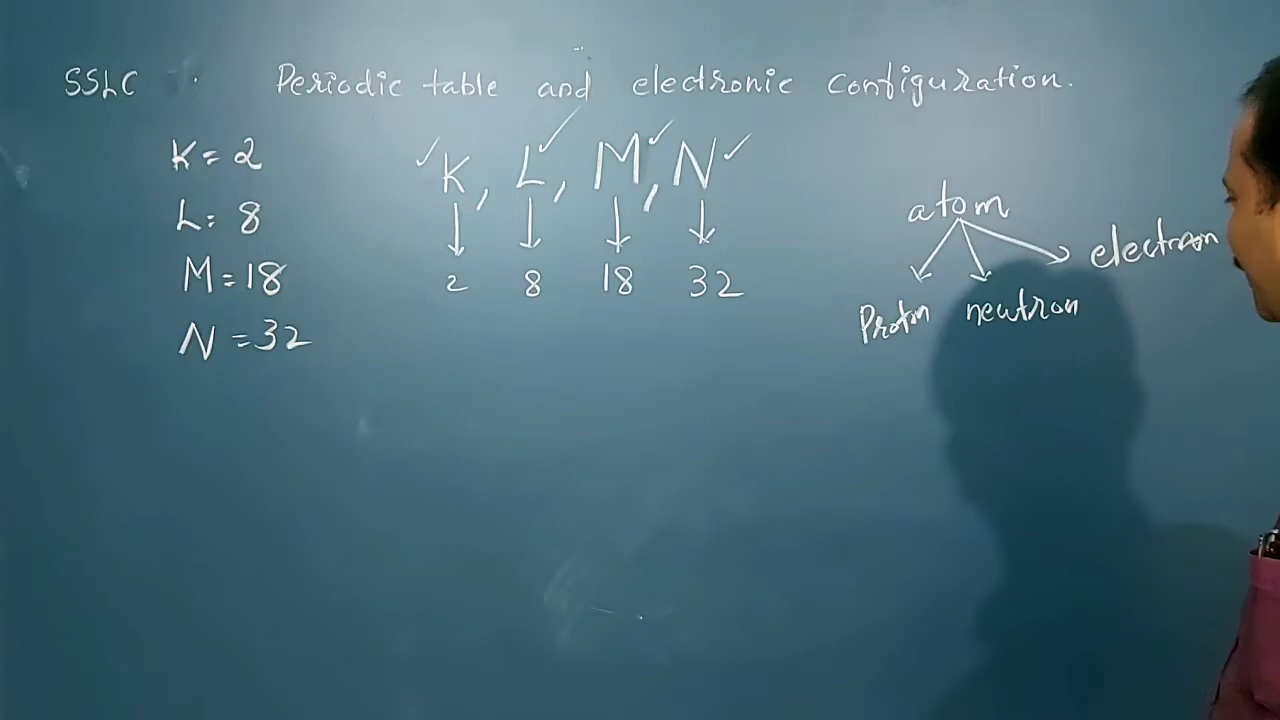 SSLC Periodic table and electronic configuration.
K = 2
L: 8
M = 18
N = 32
K, L, M, N
2 8 18 32
atom
Proton neutron electron